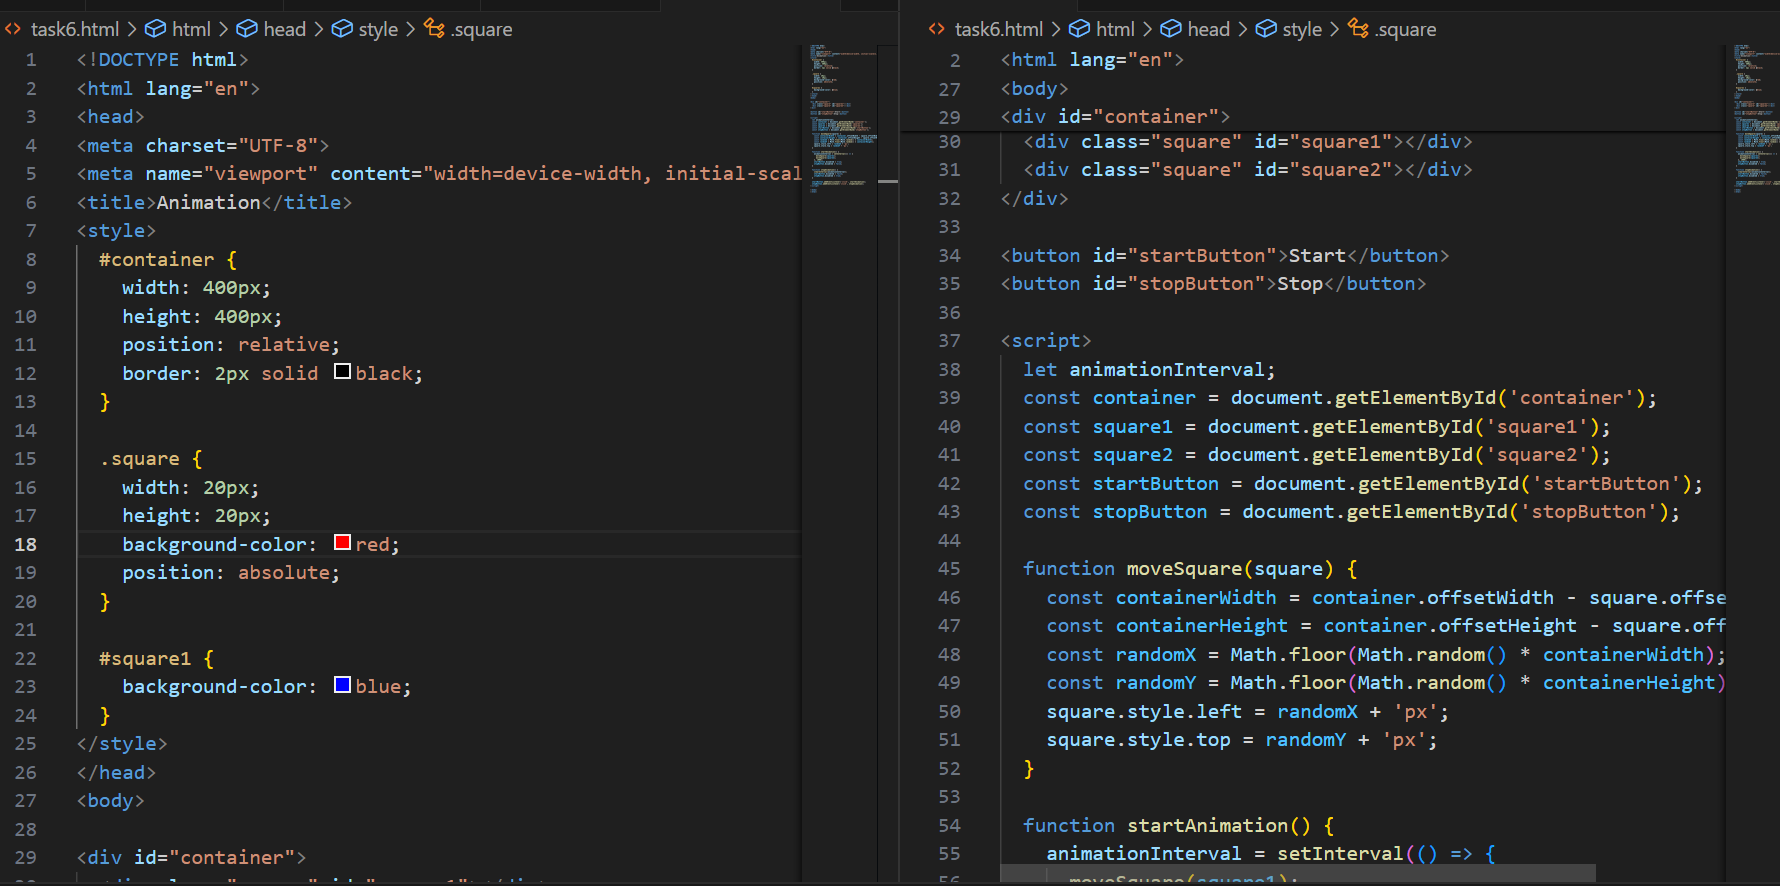 task6.html > html > head > style > .square
1 <!DOCTYPE html>
2 <html lang="en">
3 <head>
4 <meta charset="UTF-8">
5 <meta name="viewport" content="width=device-width, initial-scal
6 <title>Animation</title>
7 <style>
8 #container {
9 width: 400px;
10 height: 400px;
11 position: relative;
12 border: 2px solid black;
13 }
14
15 .square {
16 width: 20px;
17 height: 20px;
18 background-color: red;
19 position: absolute;
20 }
21
22 #square1 {
23 background-color: blue;
24 }
25 </style>
26 </head>
27 <body>
28
29 <div id="container">
task6.html > html > head > style > .square
2 <html lang="en">
27 <body>
29 <div id="container">
30 <div class="square" id="square1"></div>
31 <div class="square" id="square2"></div>
32 </div>
33
34 <button id="startButton">Start</button>
35 <button id="stopButton">Stop</button>
36
37 <script>
38 let animationInterval;
39 const container = document.getElementById('container');
40 const square1 = document.getElementById('square1');
41 const square2 = document.getElementById('square2');
42 const startButton = document.getElementById('startButton');
43 const stopButton = document.getElementById('stopButton');
44
45 function moveSquare(square) {
46 const containerWidth = container.offsetWidth - square.offse
47 const containerHeight = container.offsetHeight - square.off
48 const randomX = Math.floor(Math.random() * containerWidth);
49 const randomY = Math.floor(Math.random() * containerHeight)
50 square.style.left = randomX + 'px';
51 square.style.top = randomY + 'px';
52 }
53
54 function startAnimation() {
55 animationInterval = setInterval(() => {
56 moveSquare(square1);